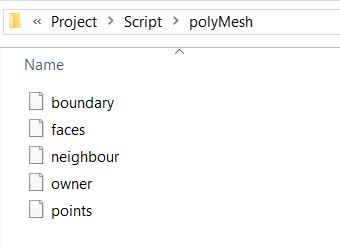 « Project > Script > polyMesh
Name
boundary
faces
neighbour
owner
points